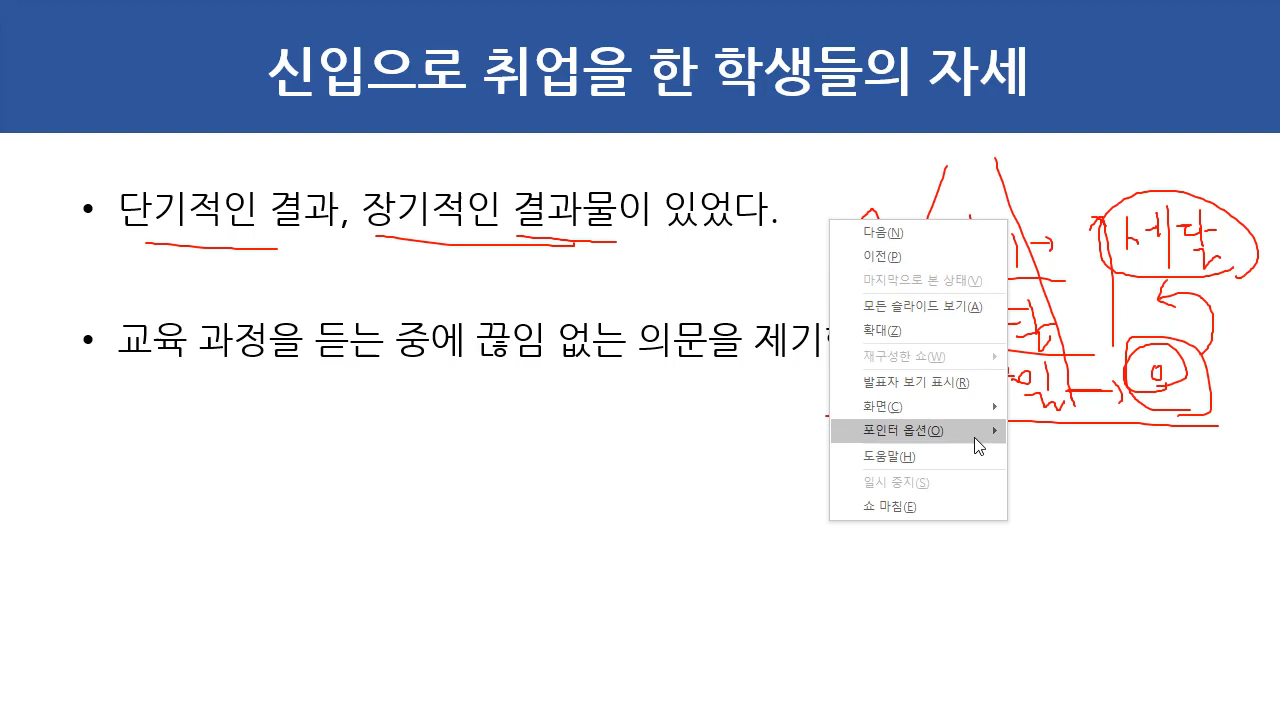 신입으로 취업을 한 학생들의 자세
• 단기적인 결과, 장기적인 결과물이 있었다.
• 교육 과정을 듣는 중에 끊임 없는 의문을 제기
세달
다음(N)
이전(P)
마지막으로 본 상태(V)
모든 슬라이드 보기(A)
확대(Z)
재구성한 쇼(W)
발표자 보기 표시(R)
화면(C)
포인터 옵션(O)
도움말(H)
일시 중지(S)
쇼 마침(E)